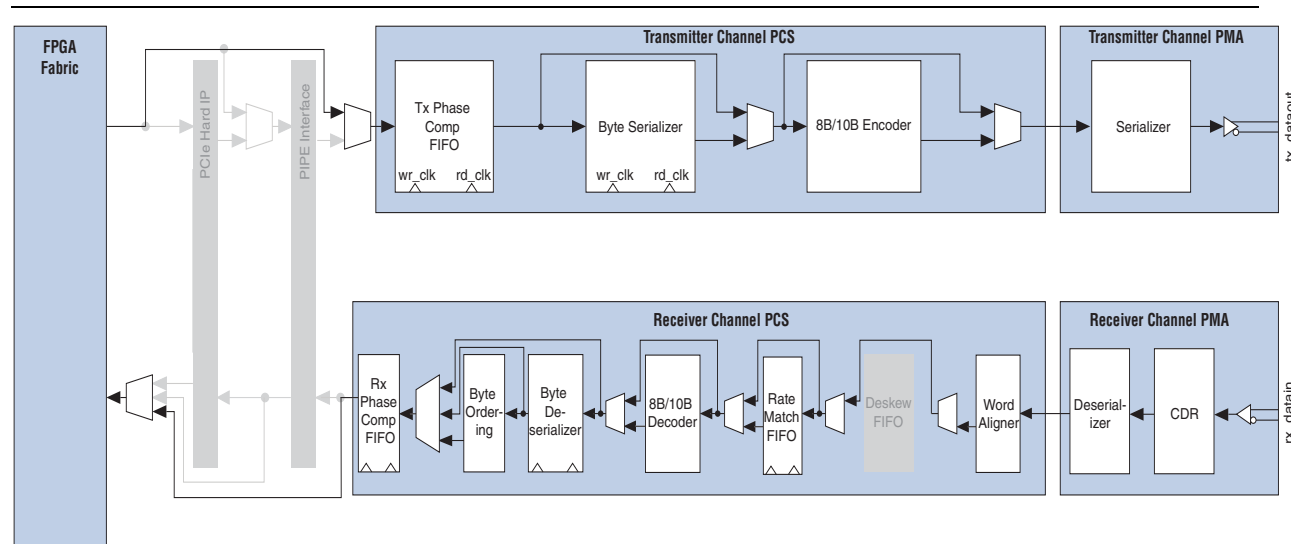 FPGA
Fabric
Transmitter Channel PCS
Transmitter Channel PMA
PCIe Hard IP
PIPE Interface
Tx Phase
Comp
FIFO
wr_clk
rd_clk
Byte Serializer
wr_clk
rd_clk
8B/10B Encoder
Serializer
tx_dataout
Receiver Channel PCS
Receiver Channel PMA
Rx
Phase
Comp
FIFO
Byte
Order-
ing
Byte
De-
serializer
8B/10B
Decoder
Rate
Match
FIFO
Deskew
FIFO
Word
Aligner
Deserial-
izer
CDR
rx_datain